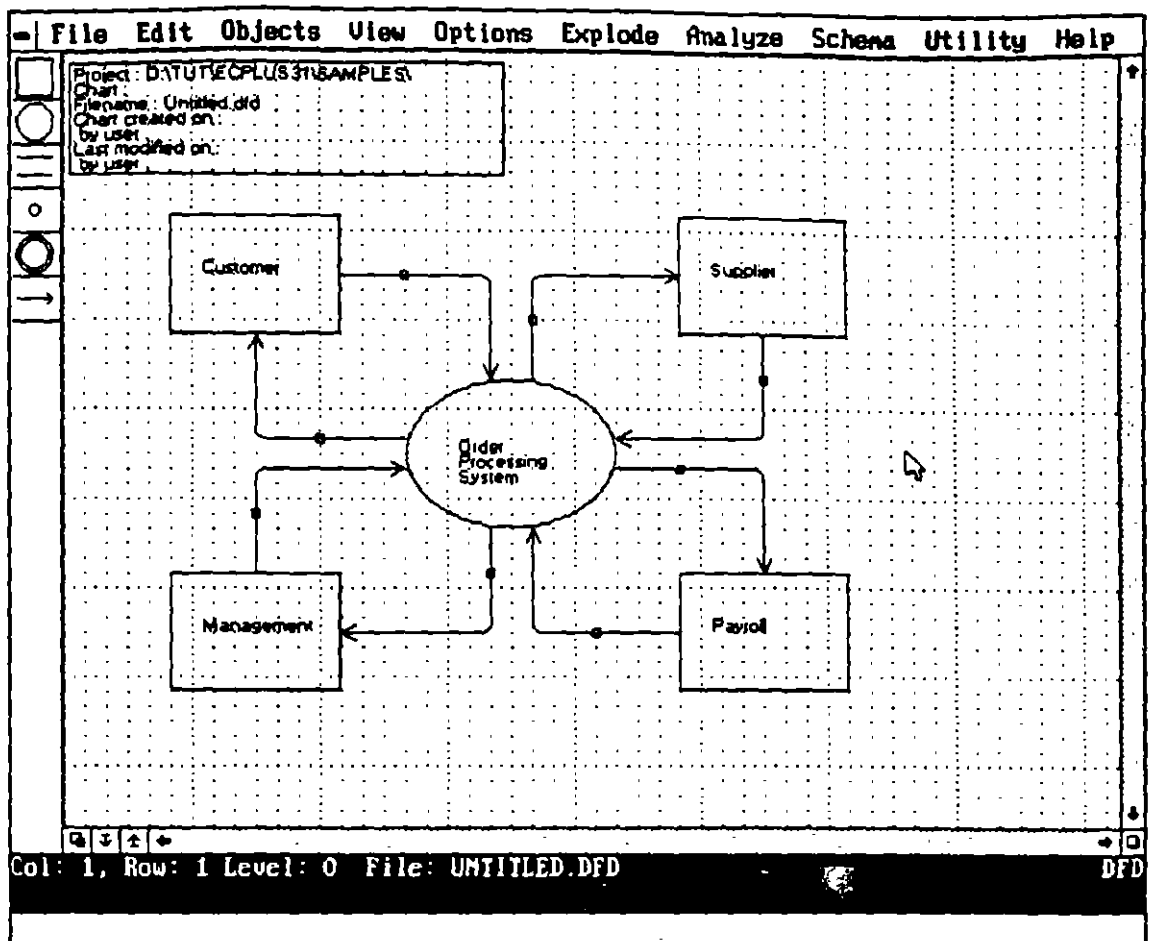 File Edit Objects View Options Explode Analyze Schema Utility Help
Project : D:\TUT\ECPLUS31\SAMPLES\
Chart :
Filename : Untitled.dfd
Chart created on :
by user
Last modified on :
by user
Customer
Supplier
Order
Processing
System
Management
Payroll
Col: 1, Row: 1 Level: 0 File: UNTITLED.DFD DFD